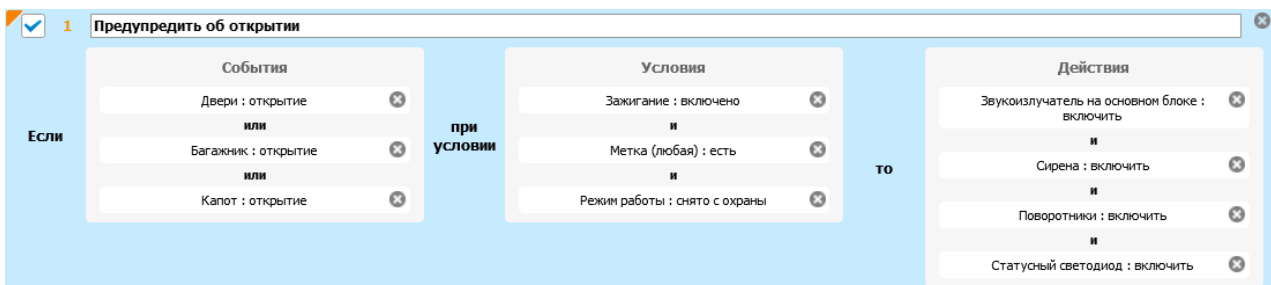 1 Предупредить об открытии
События
Двери : открытие
или
Багажник : открытие
или
Капот : открытие
Если
при
условии
Условия
Зажигание : включено
и
Метка (любая) : есть
и
Режим работы : снято с охраны
то
Действия
Звукоизлучатель на основном блоке :
включить
и
Сирена : включить
и
Поворотники : включить
и
Статусный светодиод : включить